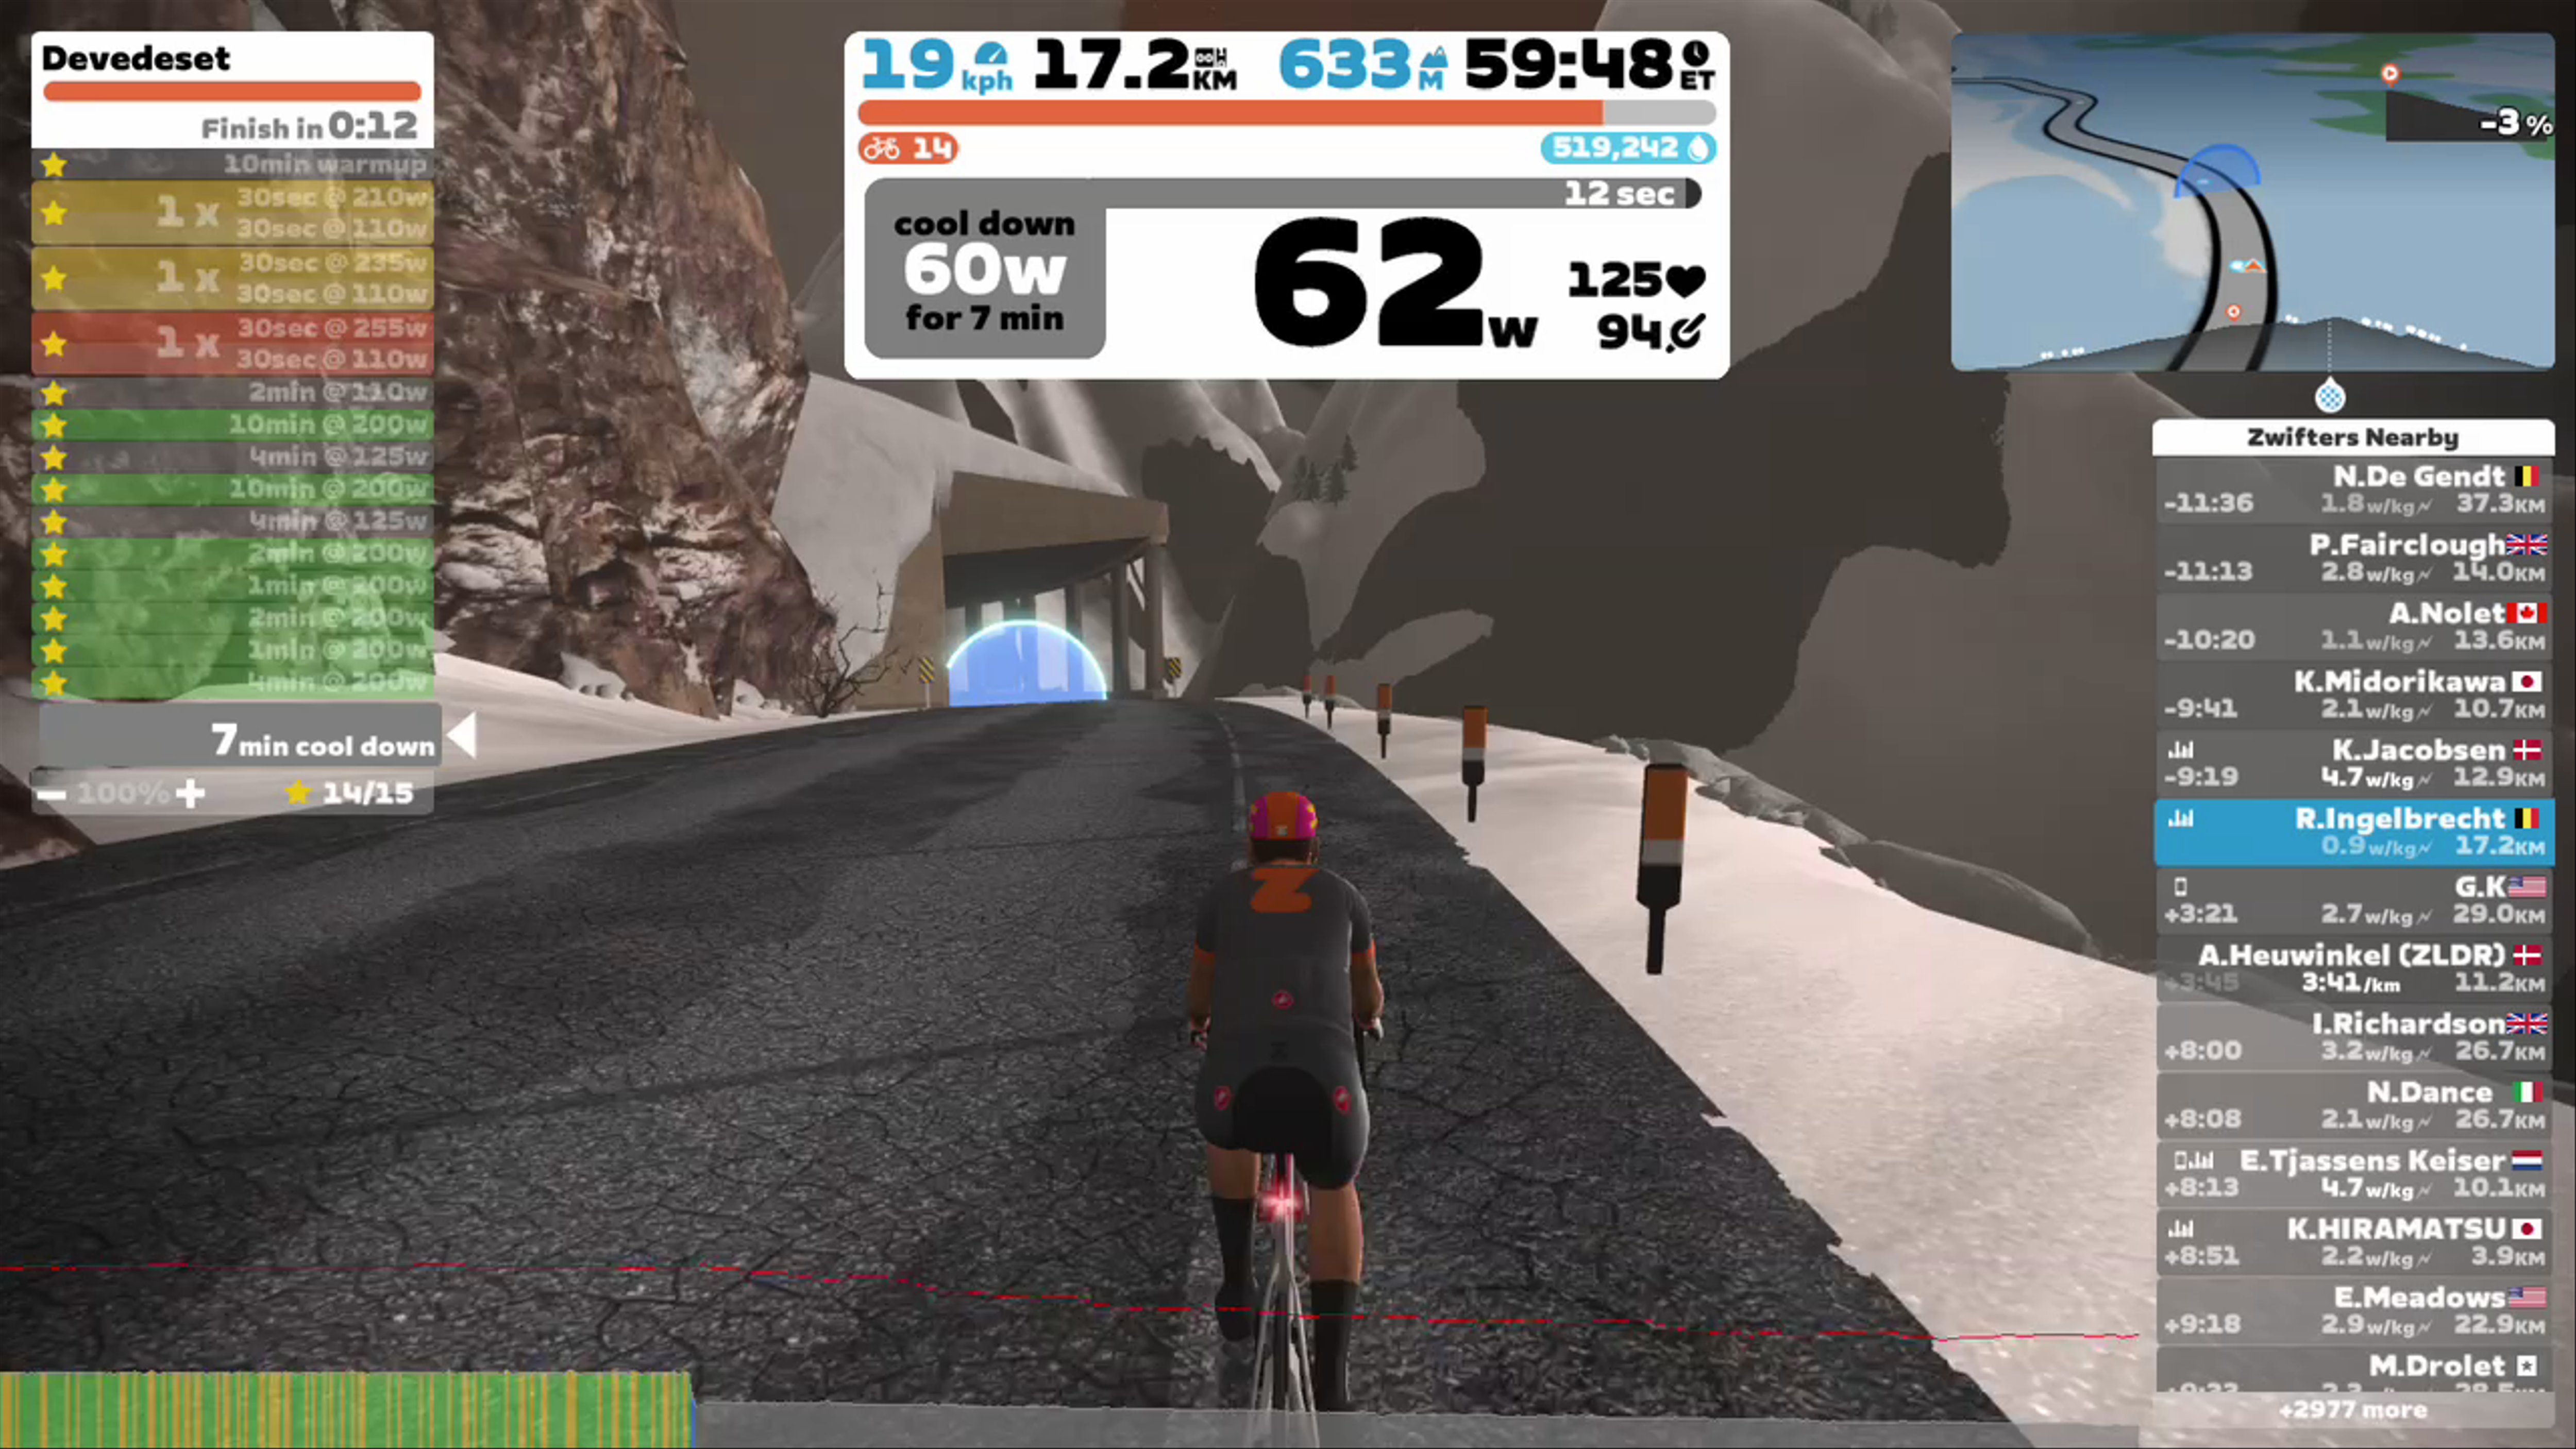 Devedeset
Finish in 0:12
10min warmup
1 x
30sec @ 210w
30sec @ 110w
1 x
30sec @ 235w
30sec @ 110w
1 x
30sec @ 255w
30sec @ 110w
2min @ 110w
10min @ 200w
4min @ 125w
10min @ 200w
4min @ 125w
2min @ 200w
1min @ 200w
2min @ 200w
1min @ 200w
4min @ 200w
7min cool down
100% 14/15
19 kph 17.2 KM 633 M 59:48 ET
14
519,242
12 sec
cool down
60w
for 7 min
62w
125
94
-3%
Zwifters Nearby
N.De Gendt
-11:36 1.8w/kg 37.3KM
P.Fairclough
-11:13 2.8w/kg 14.0KM
A.Nolet
-10:20 1.1w/kg 13.6KM
K.Midorikawa
-9:41 2.1w/kg 10.7KM
K.Jacobsen
-9:19 4.7w/kg 12.9KM
R.Ingelbrecht
0.9w/kg 17.2KM
G.K
+3:21 2.7w/kg 29.0KM
A.Heuwinkel (ZLDR)
+3:45 3:41/km 11.2KM
I.Richardson
+8:00 3.2w/kg 26.7KM
N.Dance
+8:08 2.1w/kg 26.7KM
E.Tjassens Keiser
+8:13 4.7w/kg 10.1KM
K.HIRAMATSU
+8:51 2.2w/kg 3.9KM
E.Meadows
+9:18 2.9w/kg 22.9KM
M.Drolet
+2977 more
Z